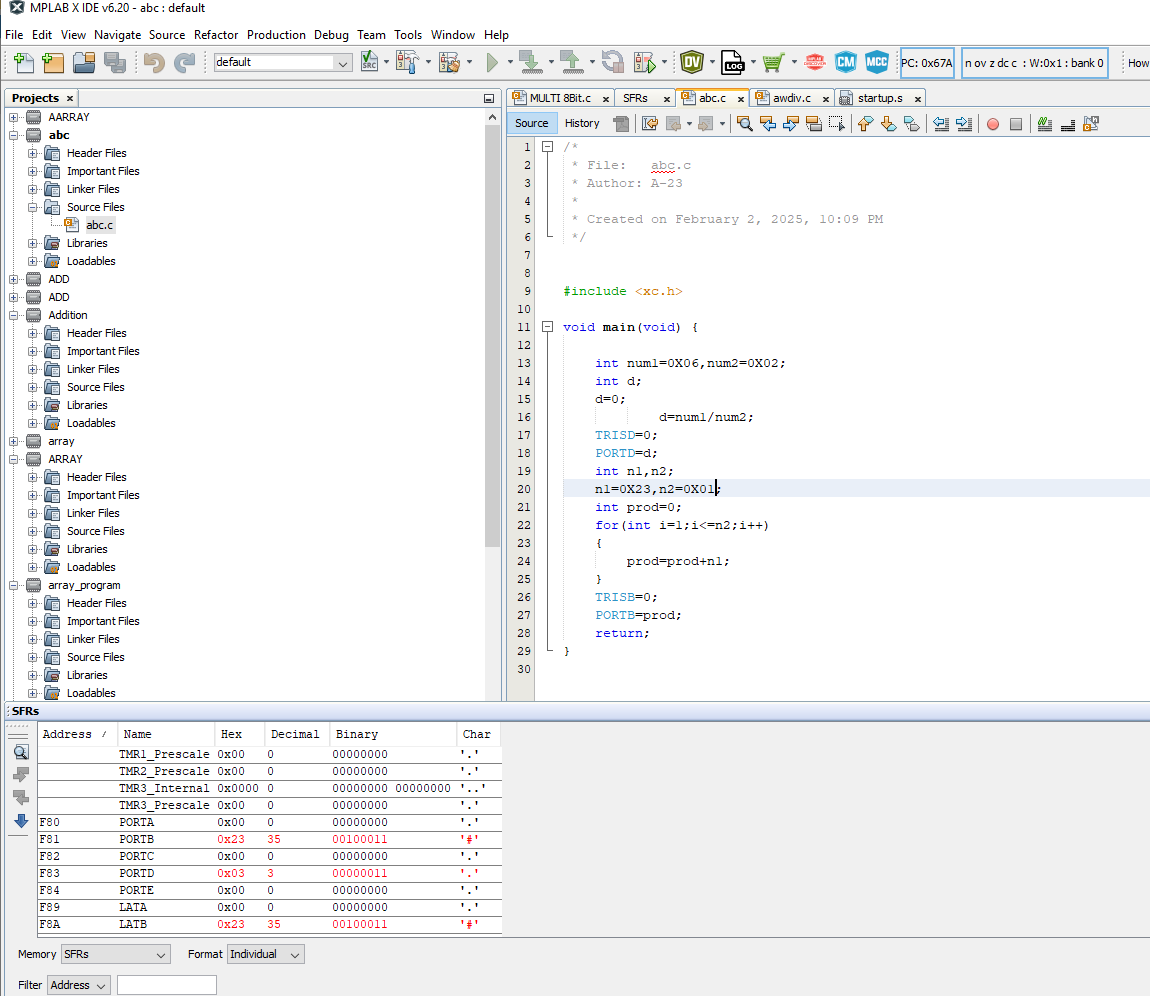 MPLAB X IDE v6.20 - abc : default
File Edit View Navigate Source Refactor Production Debug Team Tools Window Help
default
SRC
DV
LOG
CM
MCC
PC: 0x67A
n ov z dc c : W:0x1 : bank 0
How
Projects x
MULTI 8Bit.c x
SFRs x
abc.c x
awdiv.c x
startup.s x
Source
History
AARRAY
abc
Header Files
Important Files
Linker Files
Source Files
abc.c
Libraries
Loadables
ADD
ADD
Addition
Header Files
Important Files
Linker Files
Source Files
Libraries
Loadables
array
ARRAY
Header Files
Important Files
Linker Files
Source Files
Libraries
Loadables
array_program
Header Files
Important Files
Linker Files
Source Files
Libraries
Loadables
1 /*
2 * File: abc.c
3 * Author: A-23
4 *
5 * Created on February 2, 2025, 10:09 PM
6 */
7
8
9 #include <xc.h>
10
11 void main(void) {
12
13 int num1=0X06,num2=0X02;
14 int d;
15 d=0;
16 d=num1/num2;
17 TRISD=0;
18 PORTD=d;
19 int n1,n2;
20 n1=0X23,n2=0X01;
21 int prod=0;
22 for(int i=1;i<=n2;i++)
23 {
24 prod=prod+n1;
25 }
26 TRISB=0;
27 PORTB=prod;
28 return;
29 }
30
SFRs
Address / Name Hex Decimal Binary Char
TMR1_Prescale 0x00 0 00000000 '.'
TMR2_Prescale 0x00 0 00000000 '.'
TMR3_Internal 0x0000 0 00000000 00000000 '..'
TMR3_Prescale 0x00 0 00000000 '.'
F80 PORTA 0x00 0 00000000 '.'
F81 PORTB 0x23 35 00100011 '#'
F82 PORTC 0x00 0 00000000 '.'
F83 PORTD 0x03 3 00000011 '.'
F84 PORTE 0x00 0 00000000 '.'
F89 LATA 0x00 0 00000000 '.'
F8A LATB 0x23 35 00100011 '#'
Memory SFRs Format Individual
Filter Address